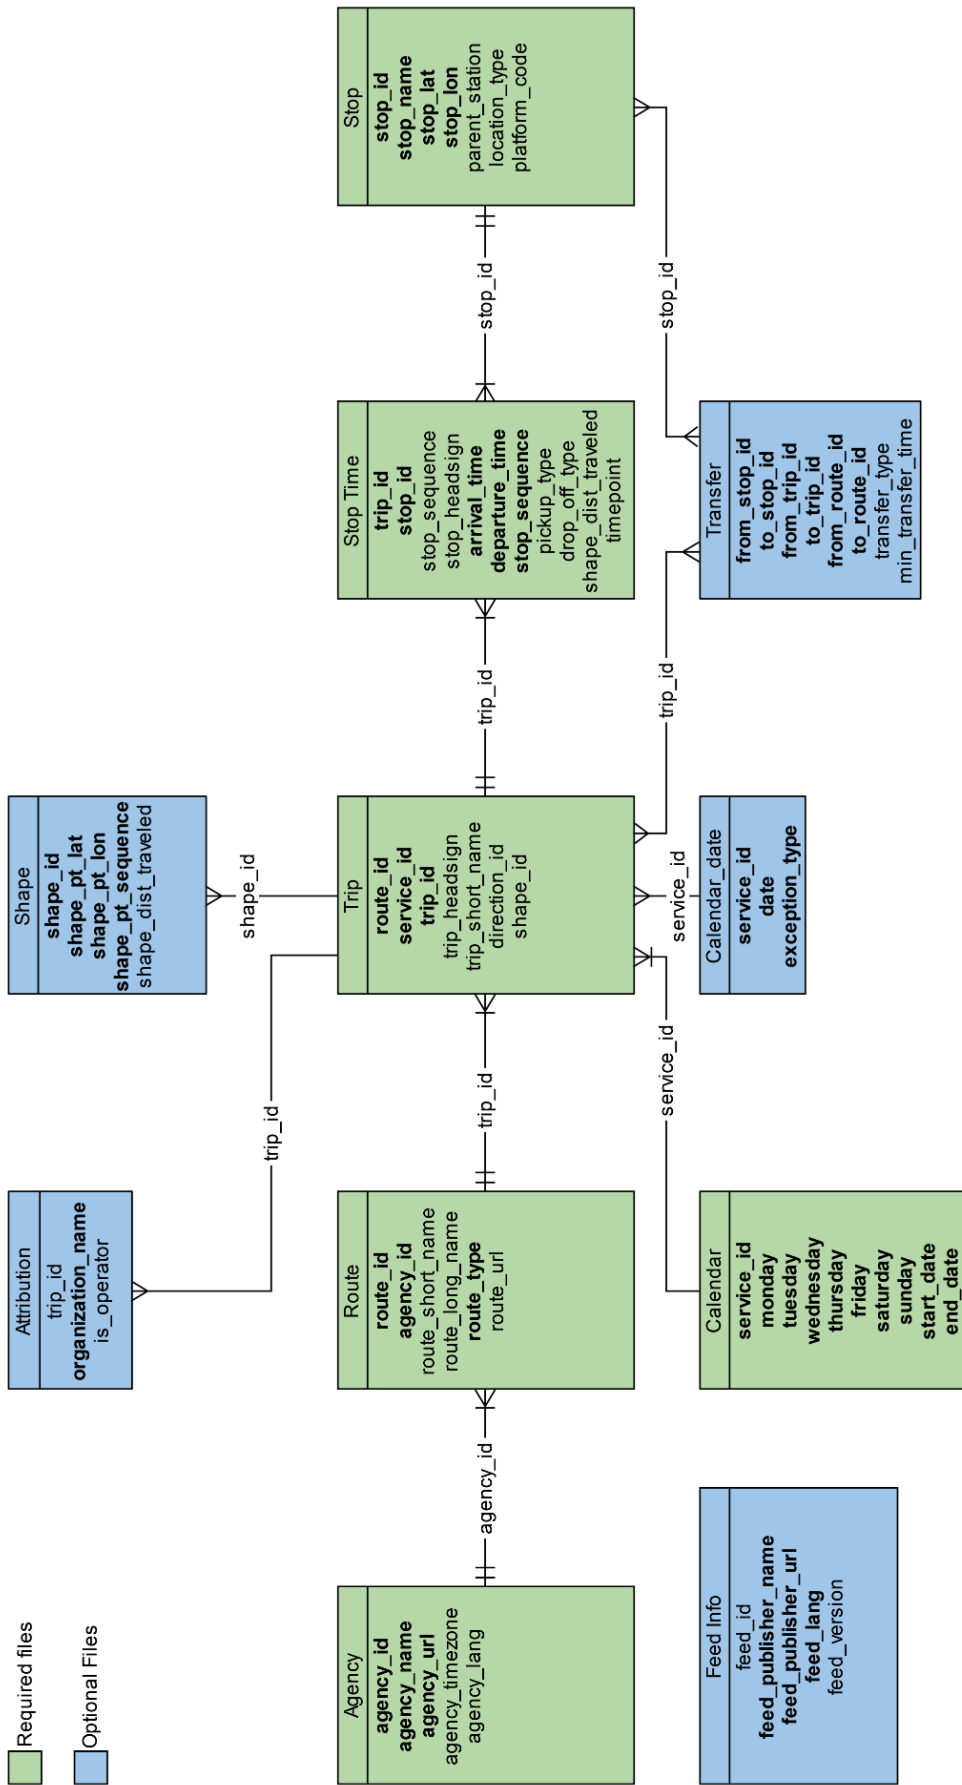 Required files
Optional Files
Attribution
trip_id
organization_name
is_operator
Shape
shape_id
shape_pt_lat
shape_pt_lon
shape_pt_sequence
shape_dist_traveled
trip_id
shape_id
Agency
agency_id
agency_name
agency_url
agency_timezone
agency_lang
agency_id
Route
route_id
agency_id
route_short_name
route_long_name
route_type
route_url
trip_id
Trip
route_id
service_id
trip_id
trip_headsign
trip_short_name
direction_id
shape_id
trip_id
Stop Time
trip_id
stop_id
stop_sequence
stop_headsign
arrival_time
departure_time
stop_sequence
pickup_type
drop_off_type
shape_dist_traveled
timepoint
stop_id
Stop
stop_id
stop_name
stop_lat
stop_lon
parent_station
location_type
platform_code
service_id
service_id
trip_id
stop_id
Feed Info
feed_id
feed_publisher_name
feed_publisher_url
feed_lang
feed_version
Calendar
service_id
monday
tuesday
wednesday
thursday
friday
saturday
sunday
start_date
end_date
Calendar_date
service_id
date
exception_type
Transfer
from_stop_id
to_stop_id
from_trip_id
to_trip_id
from_route_id
to_route_id
transfer_type
min_transfer_time